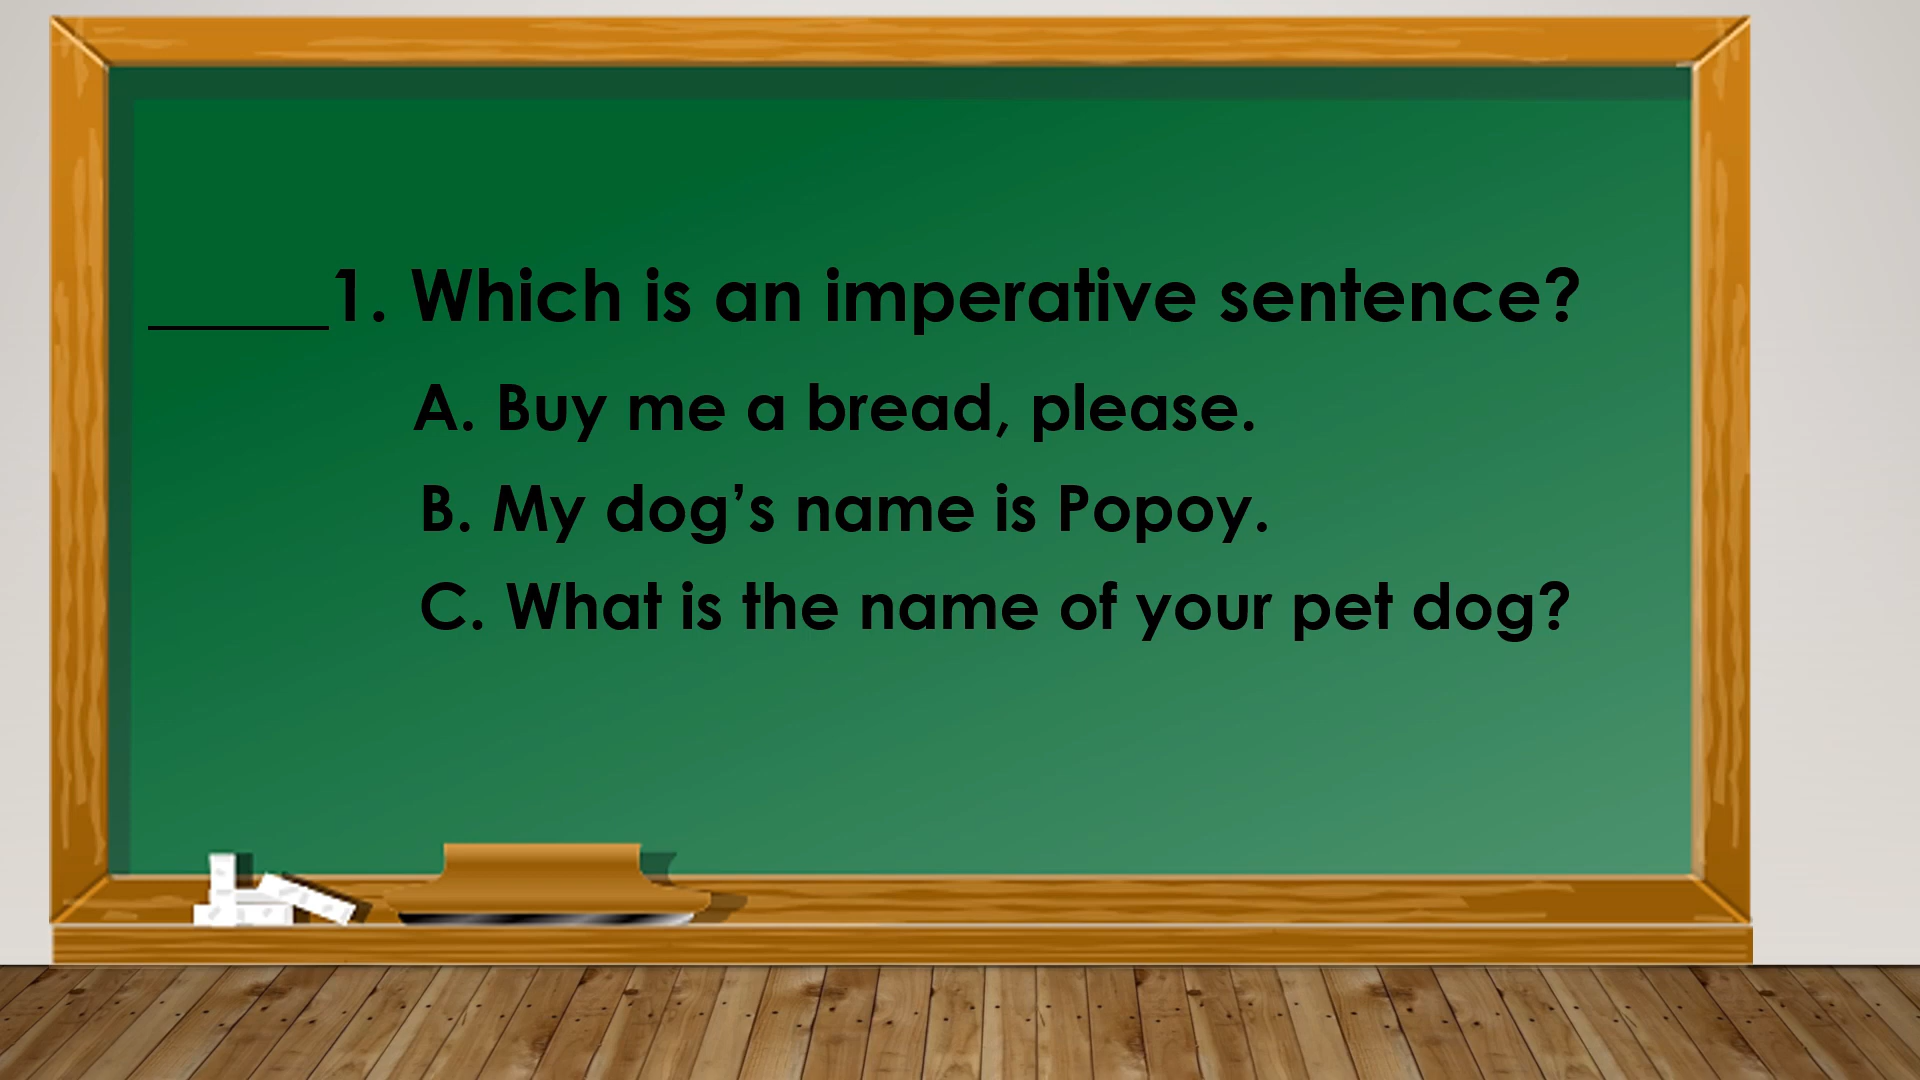 _____1. Which is an imperative sentence?
A. Buy me a bread, please.
B. My dog’s name is Popoy.
C. What is the name of your pet dog?